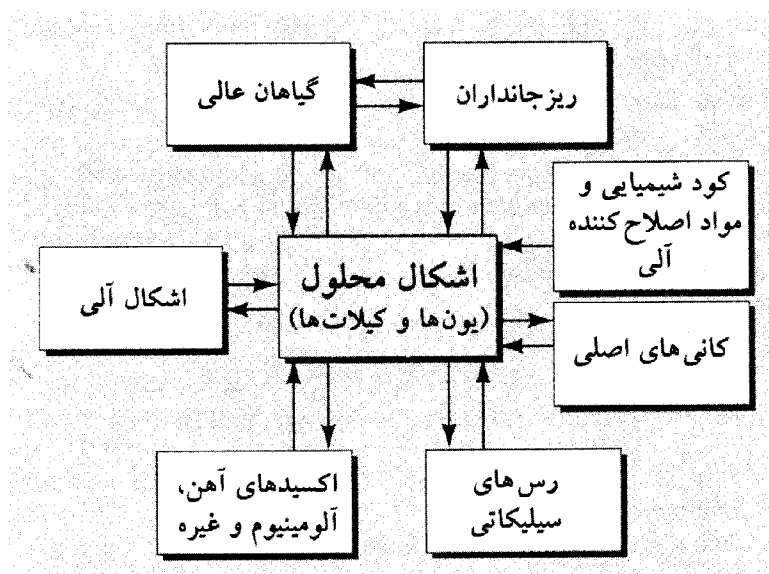 ریزجانداران
گیاهان عالی
کود شیمیایی و
مواد اصلاح‌کننده
آلی
اشکال محلول
(یون‌ها و کیلات‌ها)
اشکال آلی
کانی‌های اصلی
رس‌های
سیلیکاتی
اکسیدهای آهن،
آلومینیوم و غیره